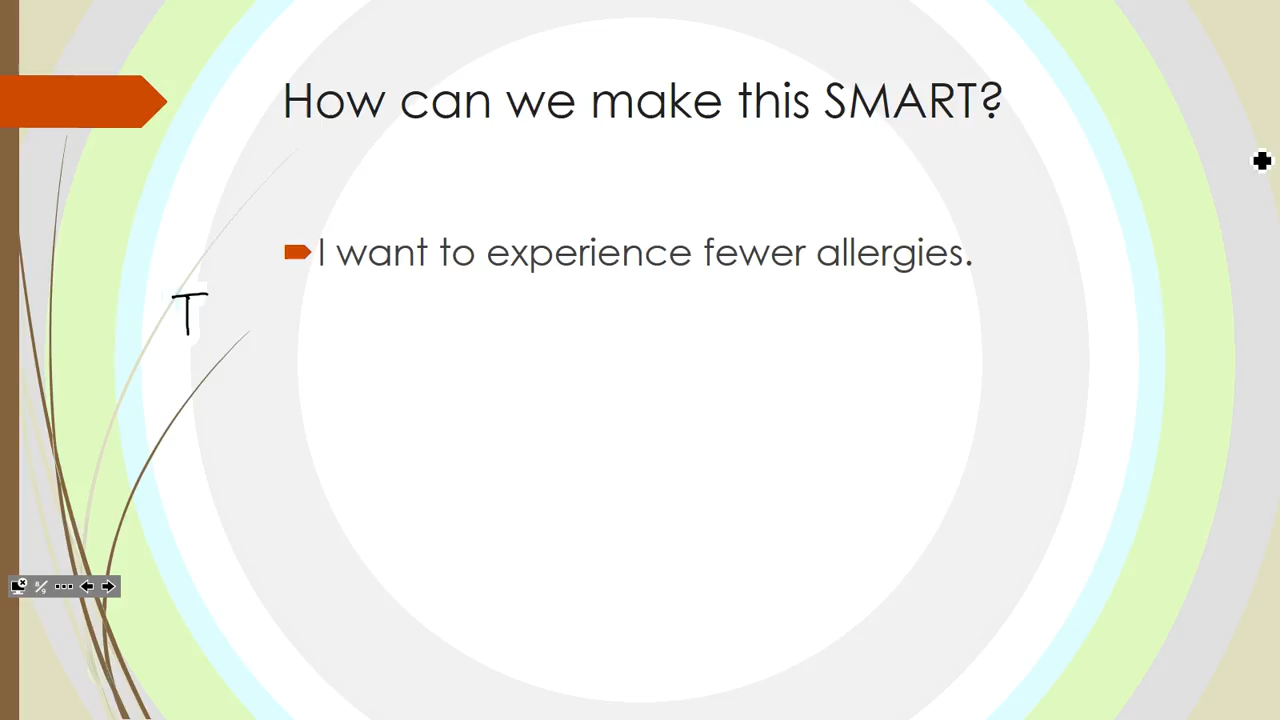 How can we make this SMART?
I want to experience fewer allergies.
T